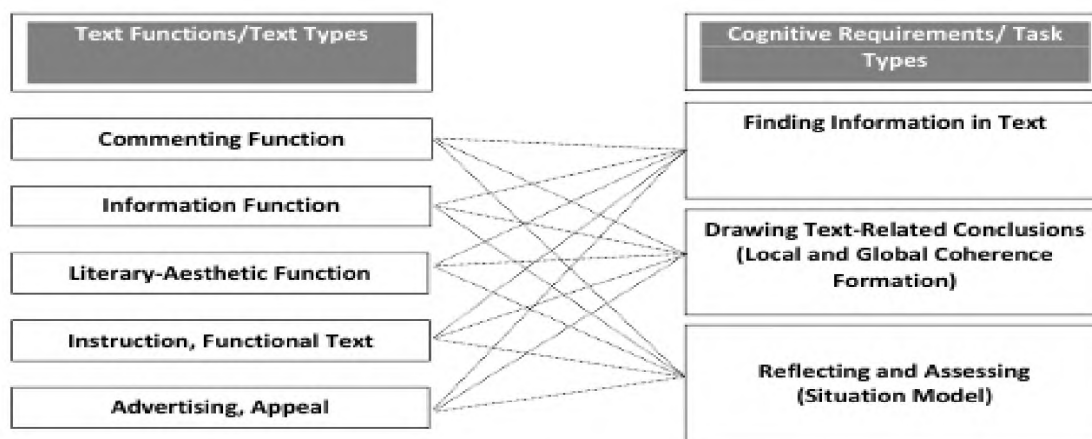 Text Functions/Text Types
Commenting Function
Information Function
Literary-Aesthetic Function
Instruction, Functional Text
Advertising, Appeal
Cognitive Requirements/ Task
Types
Finding Information in Text
Drawing Text-Related Conclusions
(Local and Global Coherence
Formation)
Reflecting and Assessing
(Situation Model)